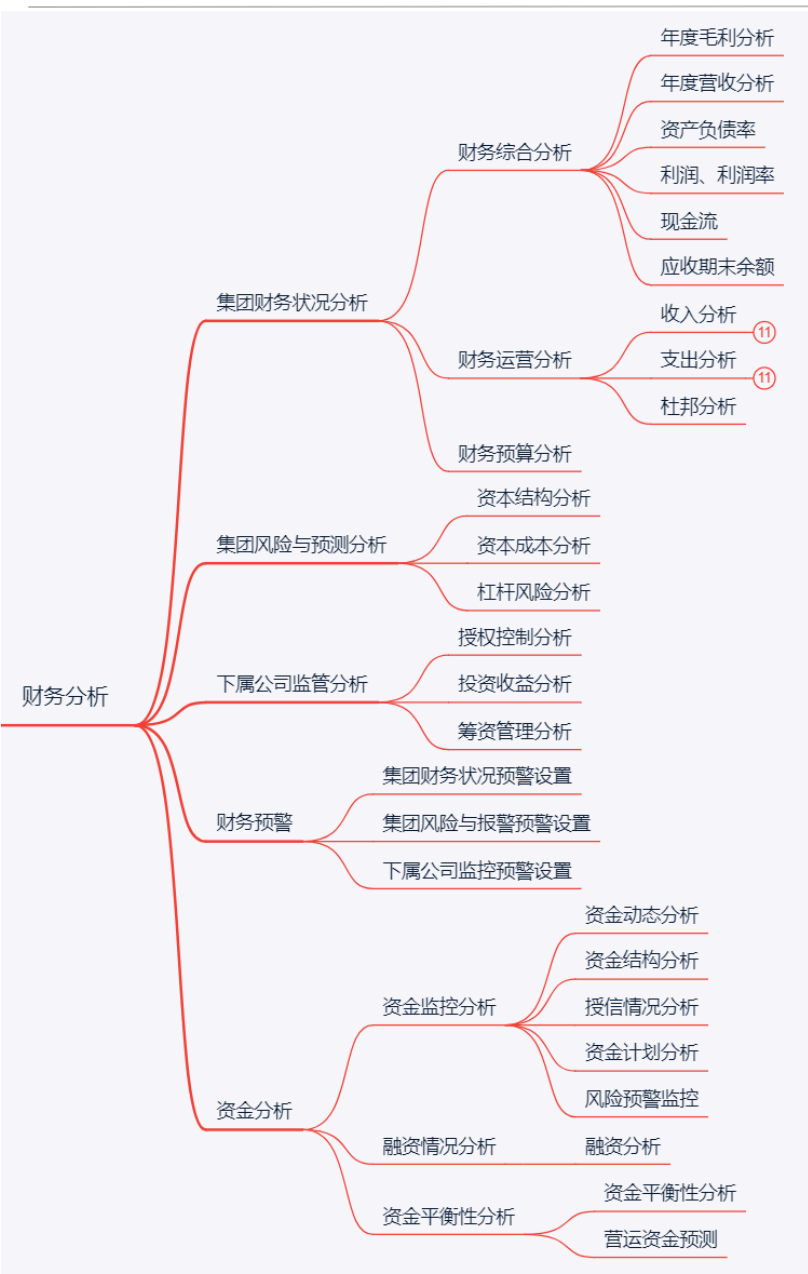 年度毛利分析
年度营收分析
财务综合分析
资产负债率
利润、利润率
现金流
应收期末余额
集团财务状况分析
收入分析
11
财务运营分析
支出分析
11
杜邦分析
财务预算分析
资本结构分析
集团风险与预测分析
资本成本分析
杠杆风险分析
授权控制分析
财务分析
下属公司监管分析
投资收益分析
筹资管理分析
集团财务状况预警设置
财务预警
集团风险与报警预警设置
下属公司监控预警设置
资金动态分析
资金结构分析
资金监控分析
授信情况分析
资金计划分析
风险预警监控
资金分析
融资情况分析
融资分析
资金平衡性分析
资金平衡性分析
营运资金预测